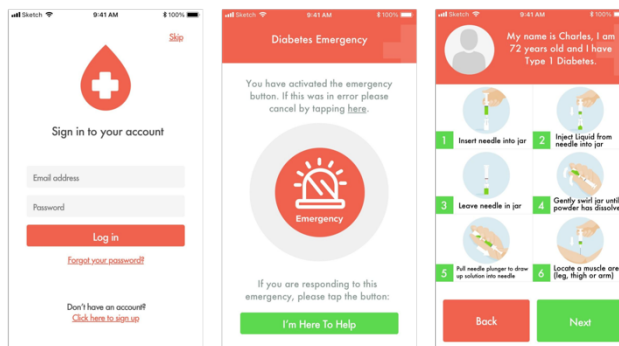 Sketch 9:41 AM 100%
Skip
Sign in to your account
Email address
Password
Log in
Forgot your password?
Don't have an account?
Click here to sign up
Sketch 9:41 AM 100%
Diabetes Emergency
You have activated the emergency
button. If this was in error please
cancel by tapping here.
Emergency
If you are responding to this
emergency, please tap the button:
I'm Here To Help
Sketch 9:41 AM 100%
My name is Charles, I am
72 years old and I have
Type 1 Diabetes.
1 Insert needle into jar
2 Inject Liquid from
needle into jar
3 Leave needle in jar
4 Gently swirl jar until
powder has dissolve
5 Pull needle plunger to draw
up solution into needle
6 Locate a muscle are
(leg, thigh or arm)
Back
Next